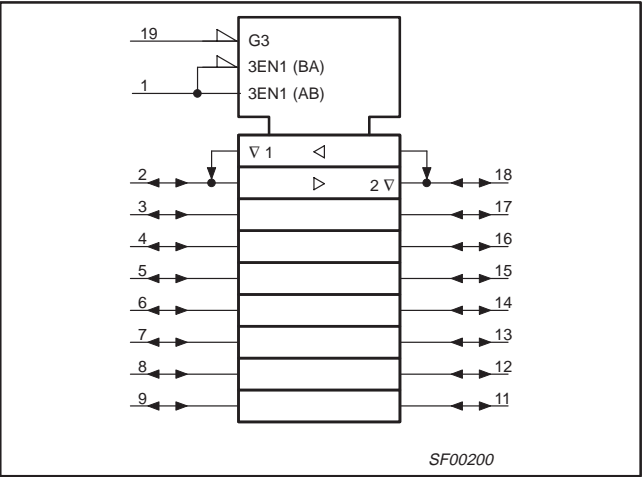 19 G3
3EN1 (BA)
1 3EN1 (AB)
∇ 1 ◁
2 ▷ 2 ∇ 18
3 17
4 16
5 15
6 14
7 13
8 12
9 11
SF00200